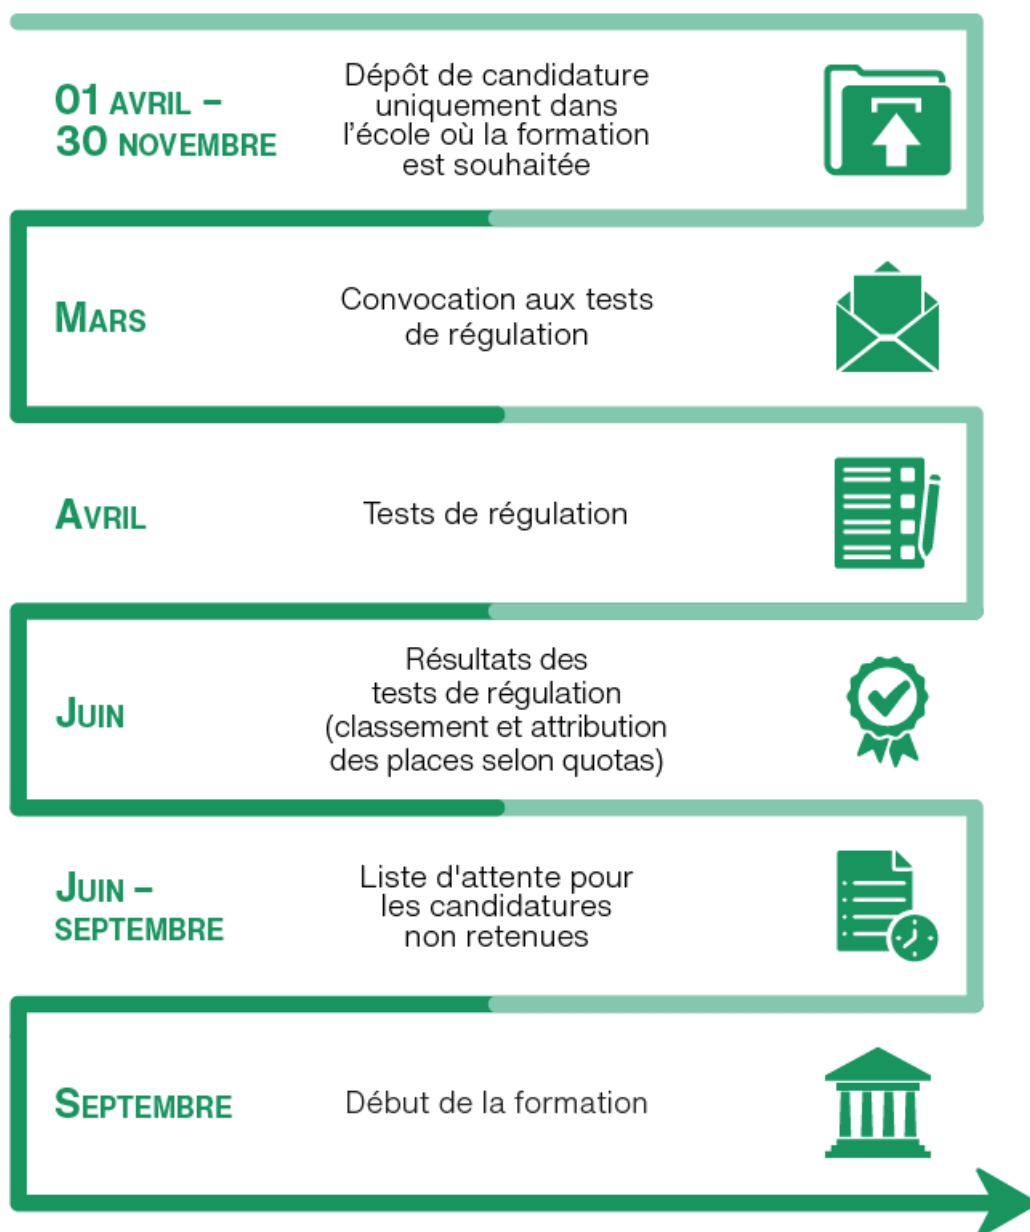 01 AVRIL –
30 NOVEMBRE
Dépôt de candidature
uniquement dans
l'école où la formation
est souhaitée
MARS
Convocation aux tests
de régulation
AVRIL
Tests de régulation
JUIN
Résultats des
tests de régulation
(classement et attribution
des places selon quotas)
JUIN –
SEPTEMBRE
Liste d'attente pour
les candidatures
non retenues
SEPTEMBRE
Début de la formation